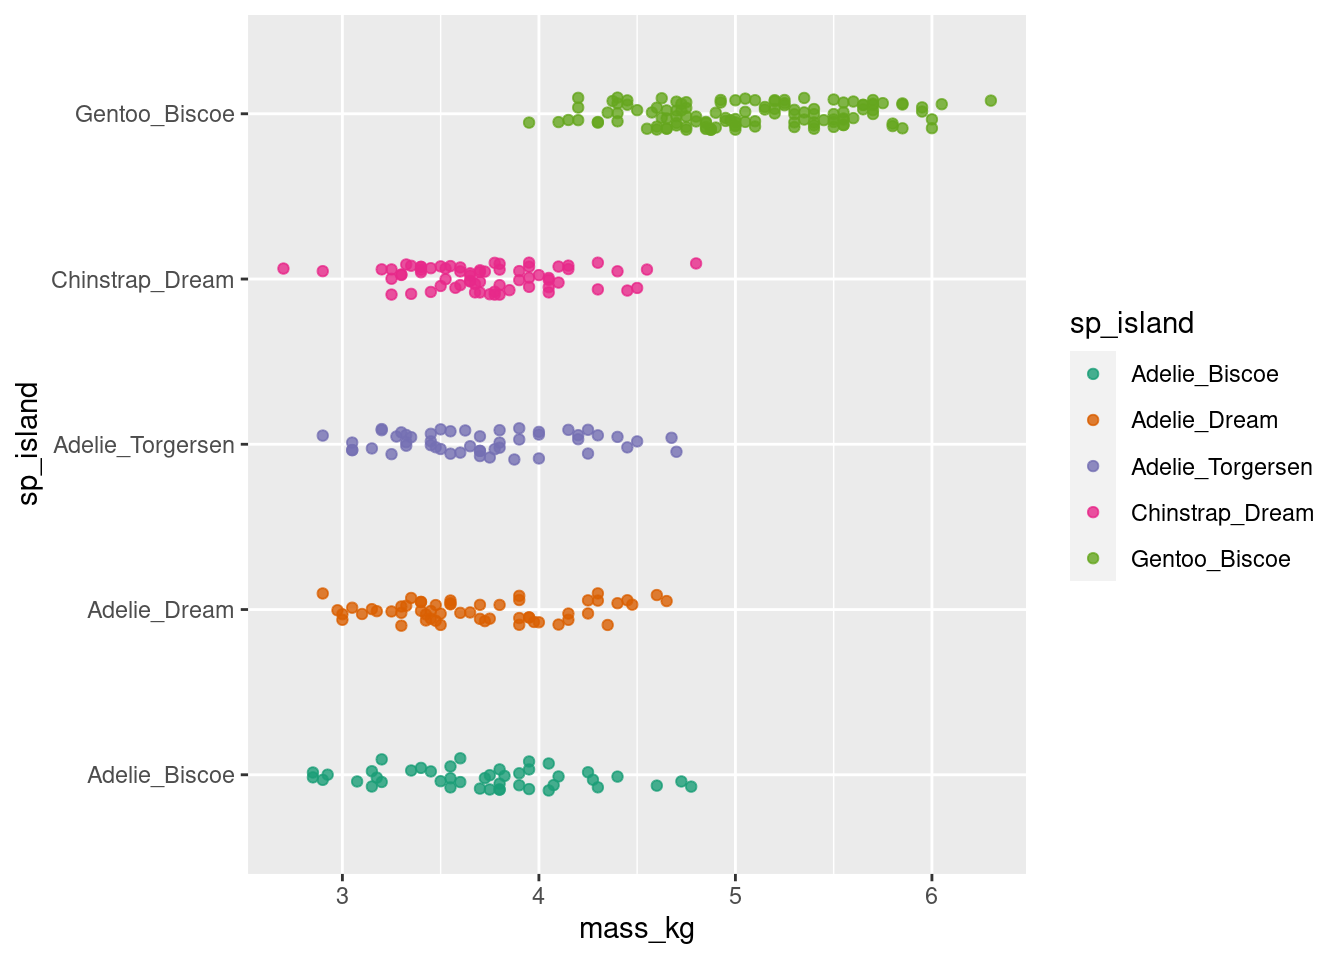 sp_island
Gentoo_Biscoe
Chinstrap_Dream
Adelie_Torgersen
Adelie_Dream
Adelie_Biscoe
3 4 5 6
mass_kg
sp_island
Adelie_Biscoe
Adelie_Dream
Adelie_Torgersen
Chinstrap_Dream
Gentoo_Biscoe